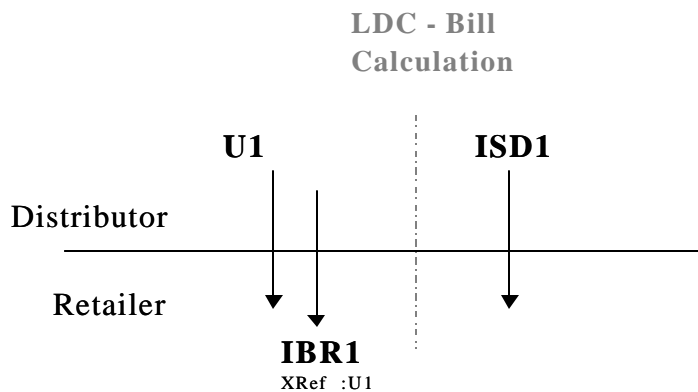 LDC - Bill
Calculation
U1
ISD1
Distributor
Retailer
IBR1
XRef :U1